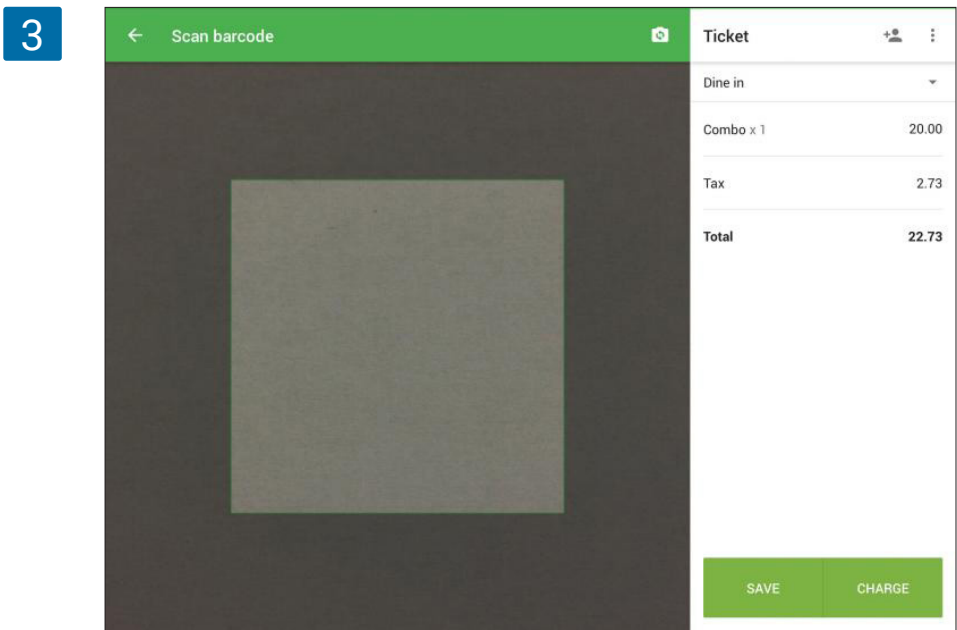 3
Scan barcode
Ticket
Dine in
Combo x 1 20.00
Tax 2.73
Total 22.73
SAVE CHARGE